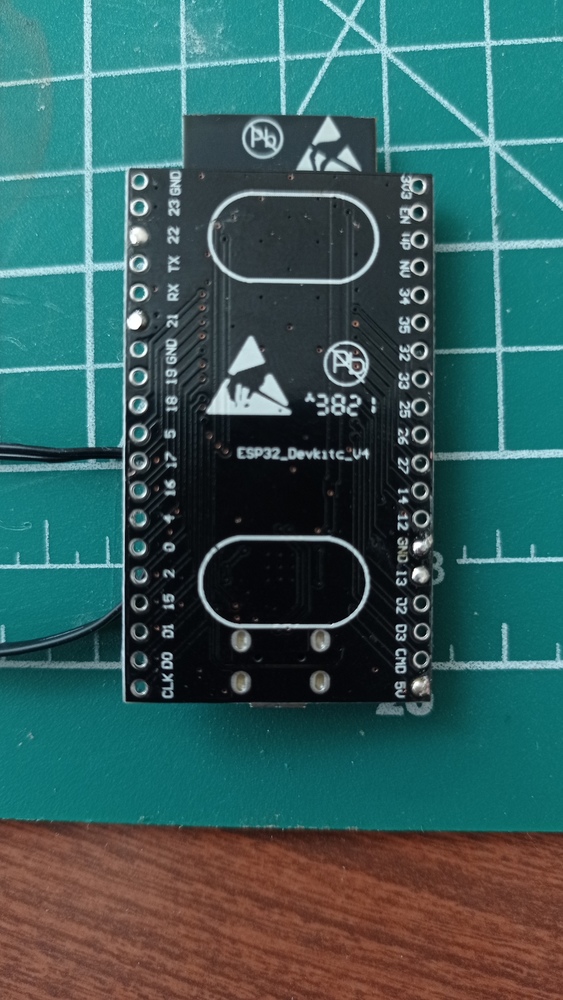 Pb
GND
23
22
TX
RX
21
GND
19
18
5
17
16
4
0
2
15
D1
D0
CLK
3V3
EN
VP
34
35
32
33
25
26
27
14
12
GND
13
D2
D3
CMD
5V
Pb
ESP32_Devkitc_V4